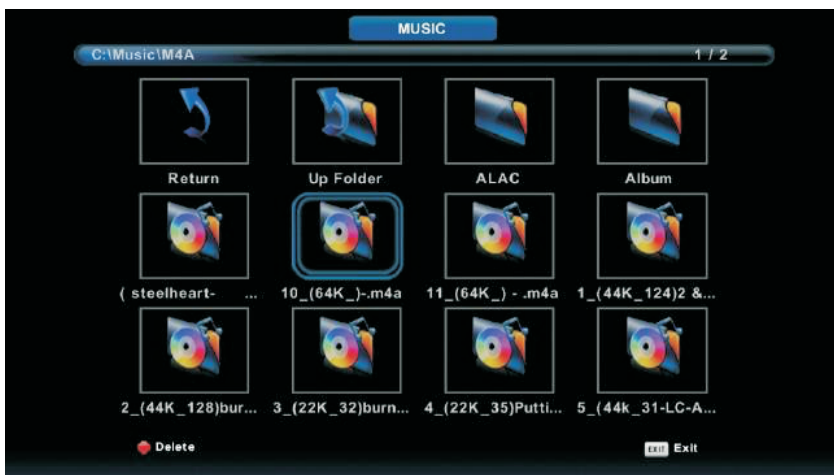 MUSIC
C:\Music\M4A 1 / 2
Return Up Folder ALAC Album
( steelheart- ... 10_(64K_)-.m4a 11_(64K_) - .m4a 1_(44K_124)2 &...
2_(44K_128)bur... 3_(22K_32)burn... 4_(22K_35)Putti... 5_(44k_31-LC-A...
Delete EXIT Exit